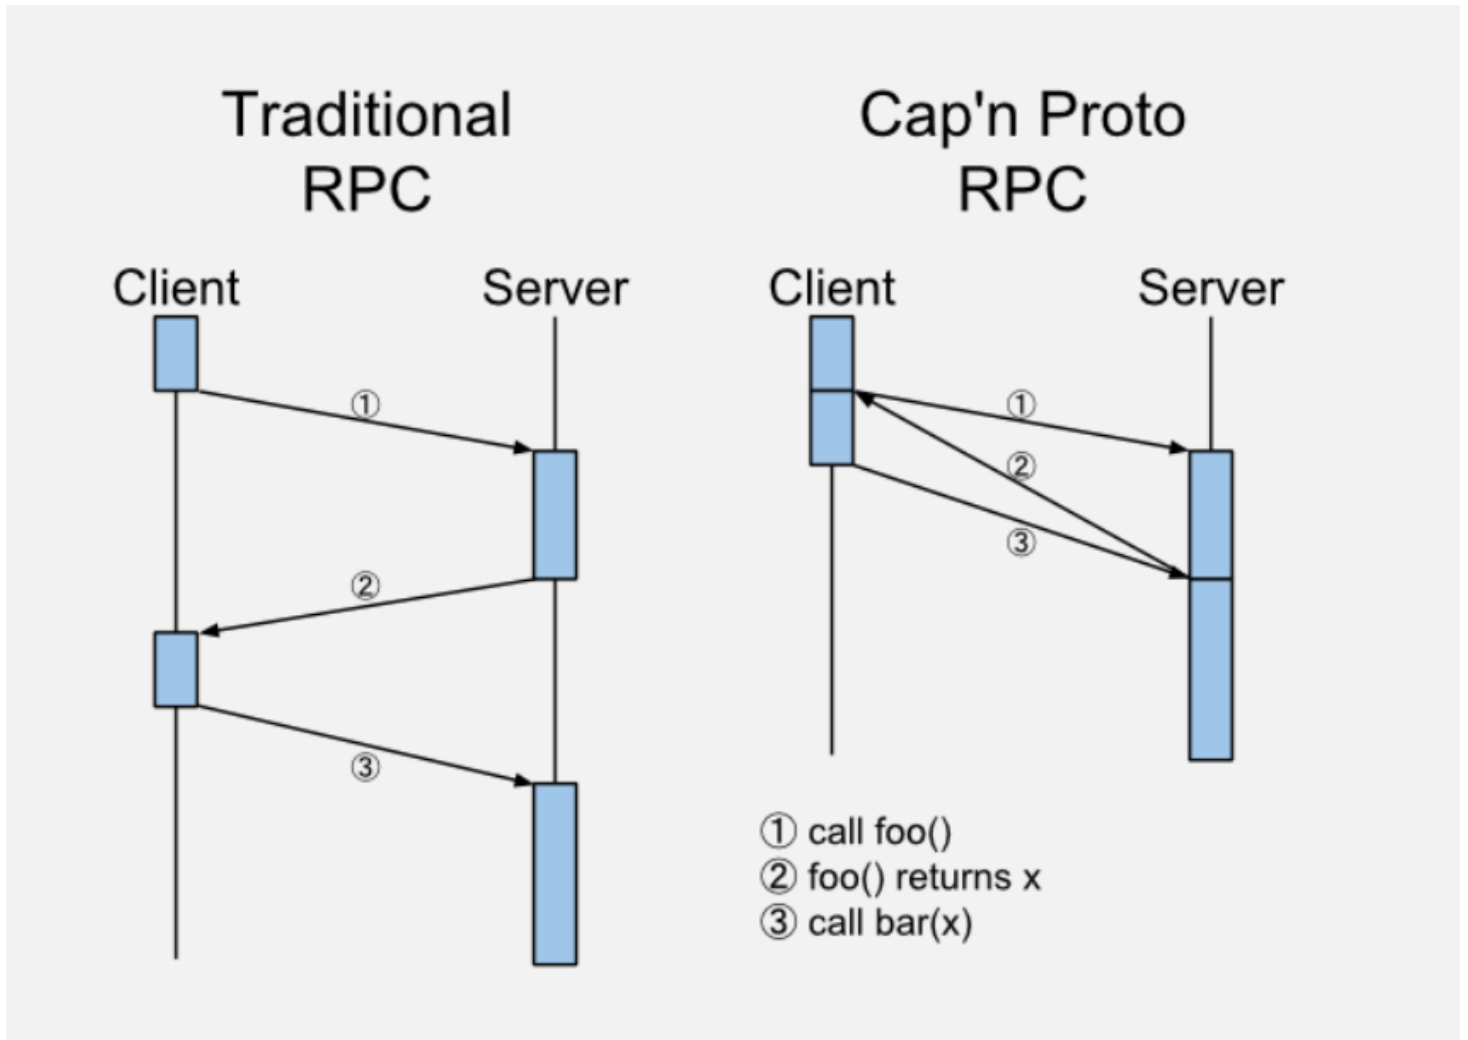 Traditional
RPC
Client
Server
①
②
③
Cap'n Proto
RPC
Client
Server
①
②
③
① call foo()
② foo() returns x
③ call bar(x)